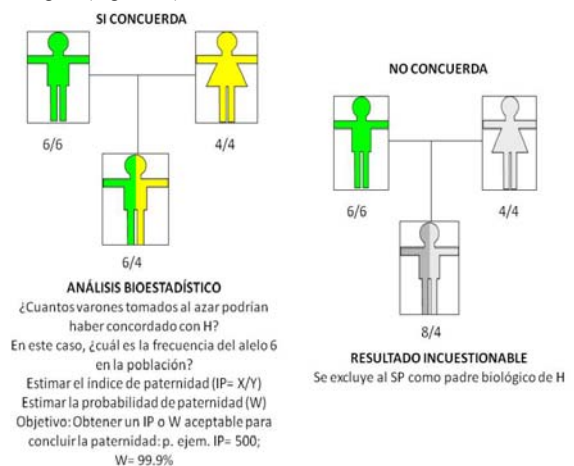 SI CONCUERDA
6/6
4/4
6/4
ANÁLISIS BIOESTADÍSTICO
¿Cuantos varones tomados al azar podrían
haber concordado con H?
En este caso, ¿cuál es la frecuencia del alelo 6
en la población?
Estimar el índice de paternidad (IP= X/Y)
Estimar la probabilidad de paternidad (W)
Objetivo: Obtener un IP o W aceptable para
concluir la paternidad: p. ejem. IP= 500;
W= 99.9%
NO CONCUERDA
6/6
4/4
8/4
RESULTADO INCUESTIONABLE
Se excluye al SP como padre biológico de H